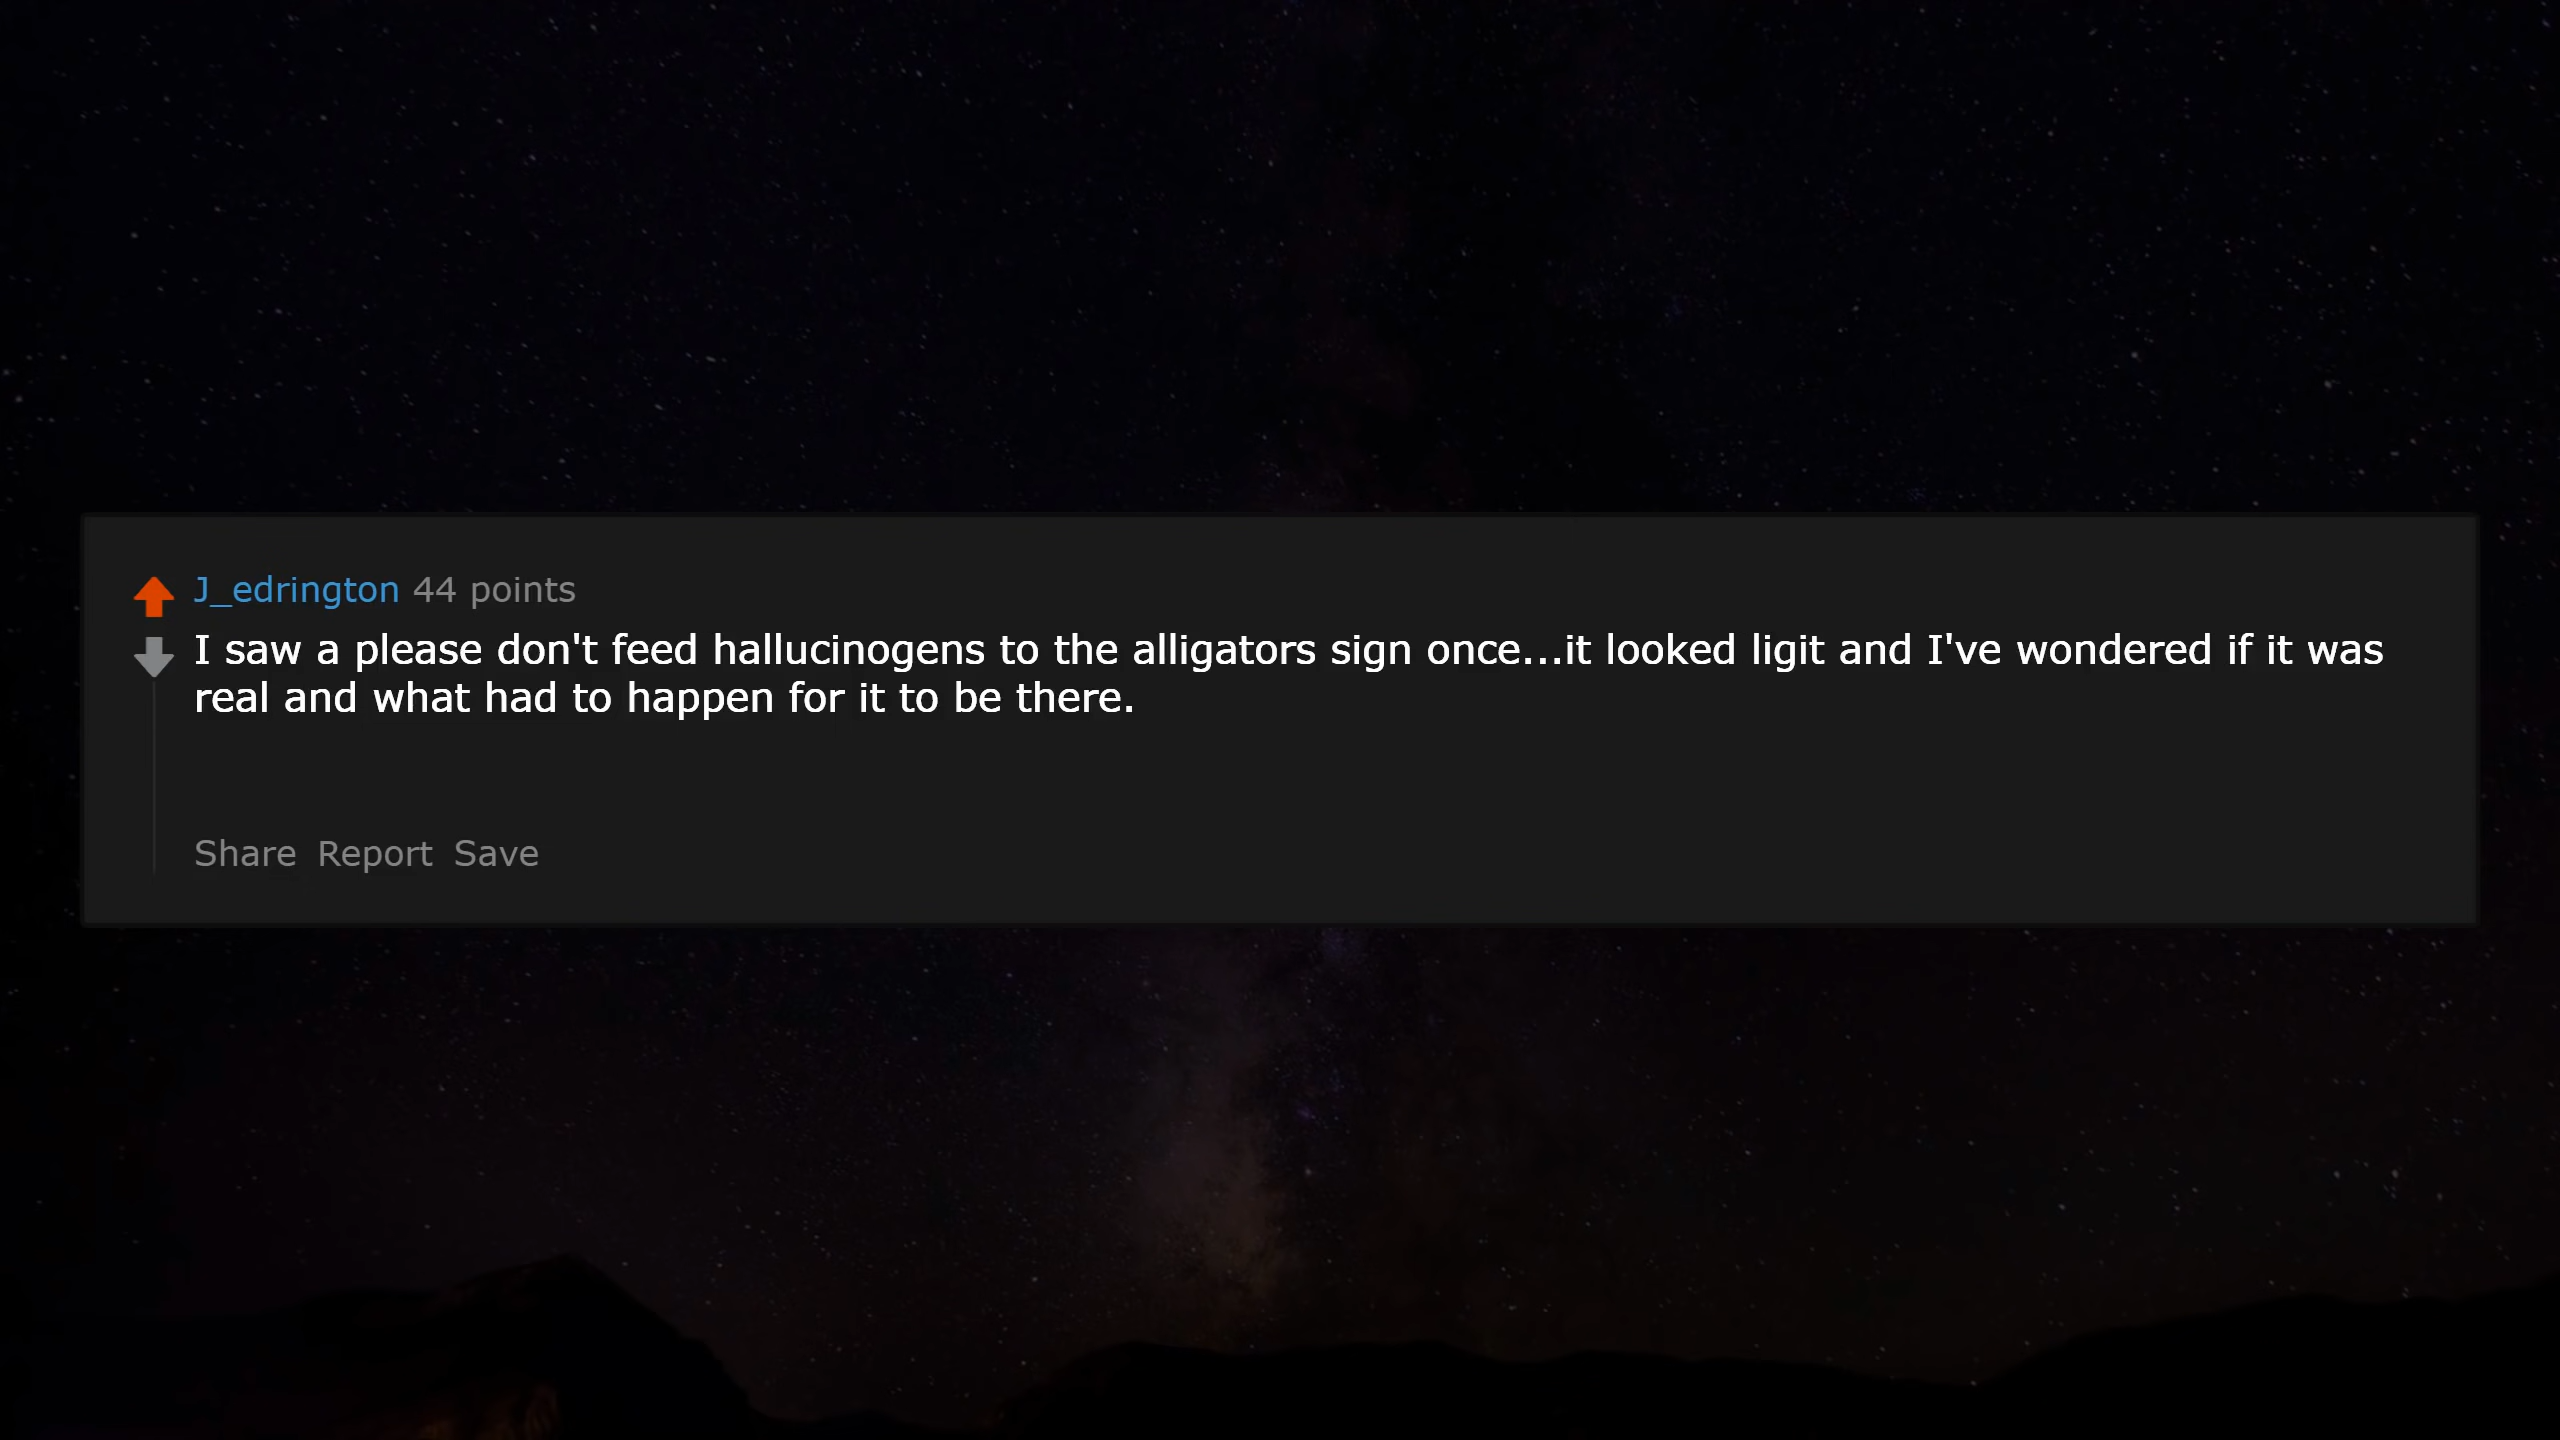 J_edrington 44 points
I saw a please don't feed hallucinogens to the alligators sign once...it looked ligit and I've wondered if it was
real and what had to happen for it to be there.
Share Report Save